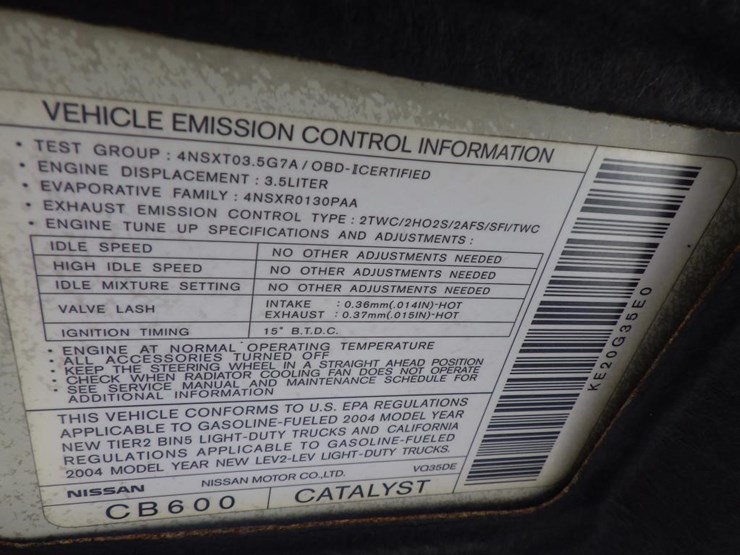 VEHICLE EMISSION CONTROL INFORMATION
• TEST GROUP : 4NSXT03.5G7A / OBD-ⅡCERTIFIED
• ENGINE DISPLACEMENT : 3.5LITER
• EVAPORATIVE FAMILY : 4NSXR0130PAA
• EXHAUST EMISSION CONTROL TYPE : 2TWC/2HO2S/2AFS/SFI/TWC
• ENGINE TUNE UP SPECIFICATIONS AND ADJUSTMENTS :
IDLE SPEED NO OTHER ADJUSTMENTS NEEDED
HIGH IDLE SPEED NO OTHER ADJUSTMENTS NEEDED
IDLE MIXTURE SETTING NO OTHER ADJUSTMENTS NEEDED
VALVE LASH INTAKE : 0.36mm(.014IN)-HOT
EXHAUST : 0.37mm(.015IN)-HOT
IGNITION TIMING 15° B.T.D.C.
• ENGINE AT NORMAL OPERATING TEMPERATURE
• ALL ACCESSORIES TURNED OFF
• KEEP THE STEERING WHEEL IN A STRAIGHT AHEAD POSITION
• CHECK WHEN RADIATOR COOLING FAN DOES NOT OPERATE
• SEE SERVICE MANUAL AND MAINTENANCE SCHEDULE FOR
ADDITIONAL INFORMATION
THIS VEHICLE CONFORMS TO U.S. EPA REGULATIONS
APPLICABLE TO GASOLINE-FUELED 2004 MODEL YEAR
NEW TIER2 BIN5 LIGHT-DUTY TRUCKS AND CALIFORNIA
REGULATIONS APPLICABLE TO GASOLINE-FUELED
2004 MODEL YEAR NEW LEV2-LEV LIGHT-DUTY TRUCKS.
NISSAN NISSAN MOTOR CO.,LTD. VQ35DE
CB600 CATALYST
KE20G35E0